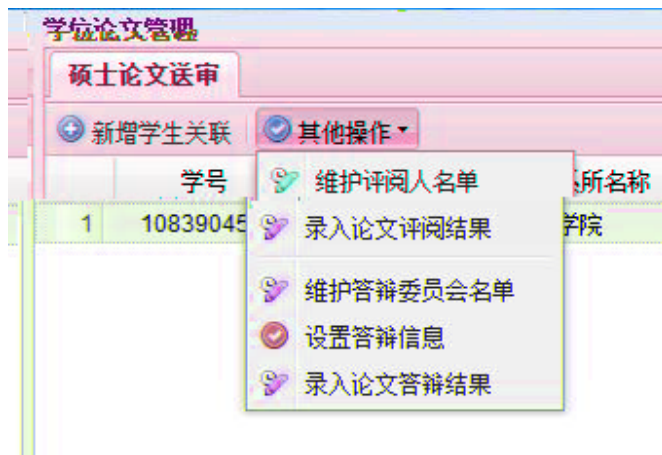 学位论文管理
硕士论文送审
新增学生关联 其他操作
学号 所名称
维护评阅人名单
1 10839045 学院
录入论文评阅结果
维护答辩委员会名单
设置答辩信息
录入论文答辩结果